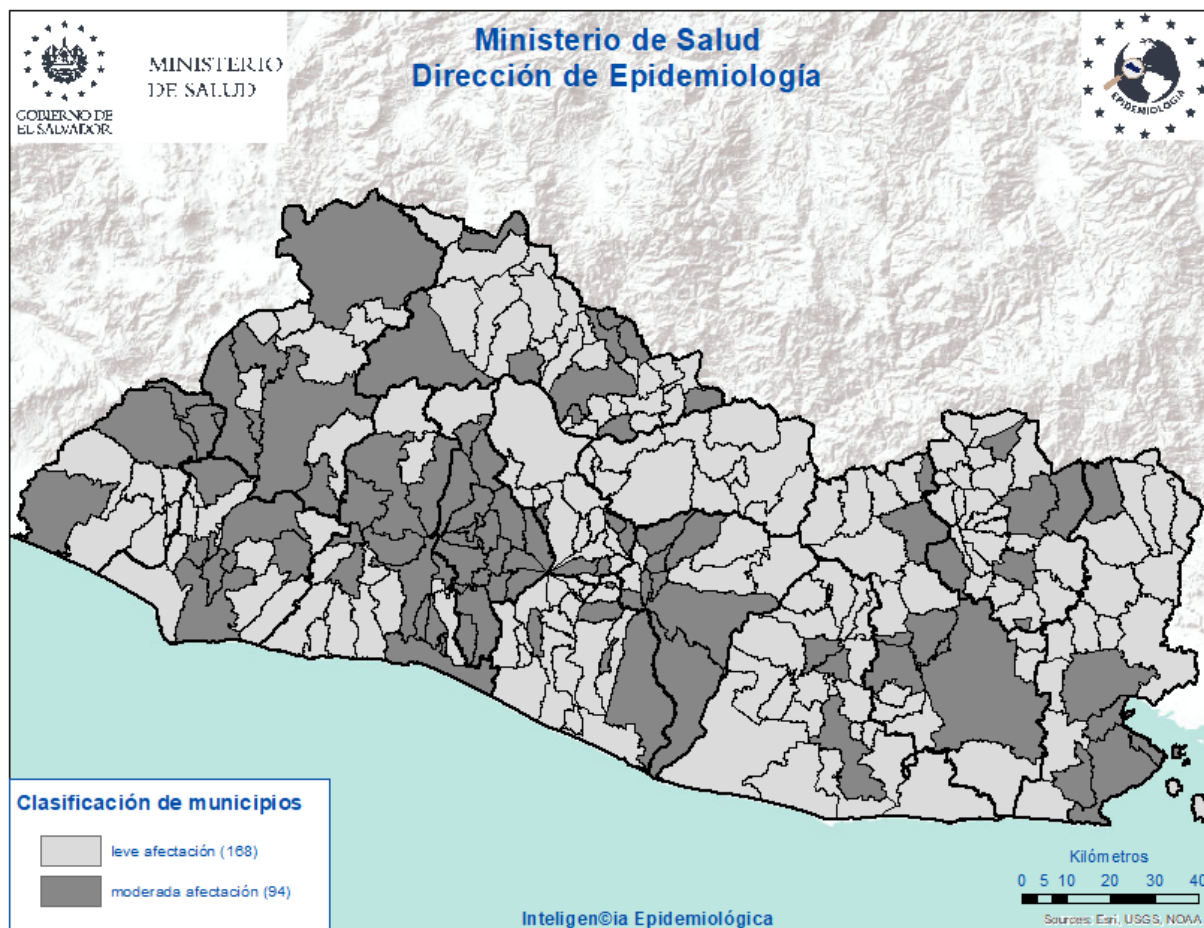 GOBIERNO DE
EL SALVADOR
MINISTERIO
DE SALUD
Ministerio de Salud
Dirección de Epidemiología
EPIDEMIOLOGÍA
Clasificación de municipios
leve afectación (168)
moderada afectación (94)
Inteligen©ia Epidemiológica
Kilómetros
0 5 10 20 30 40
Sources: Esri, USGS, NOAA